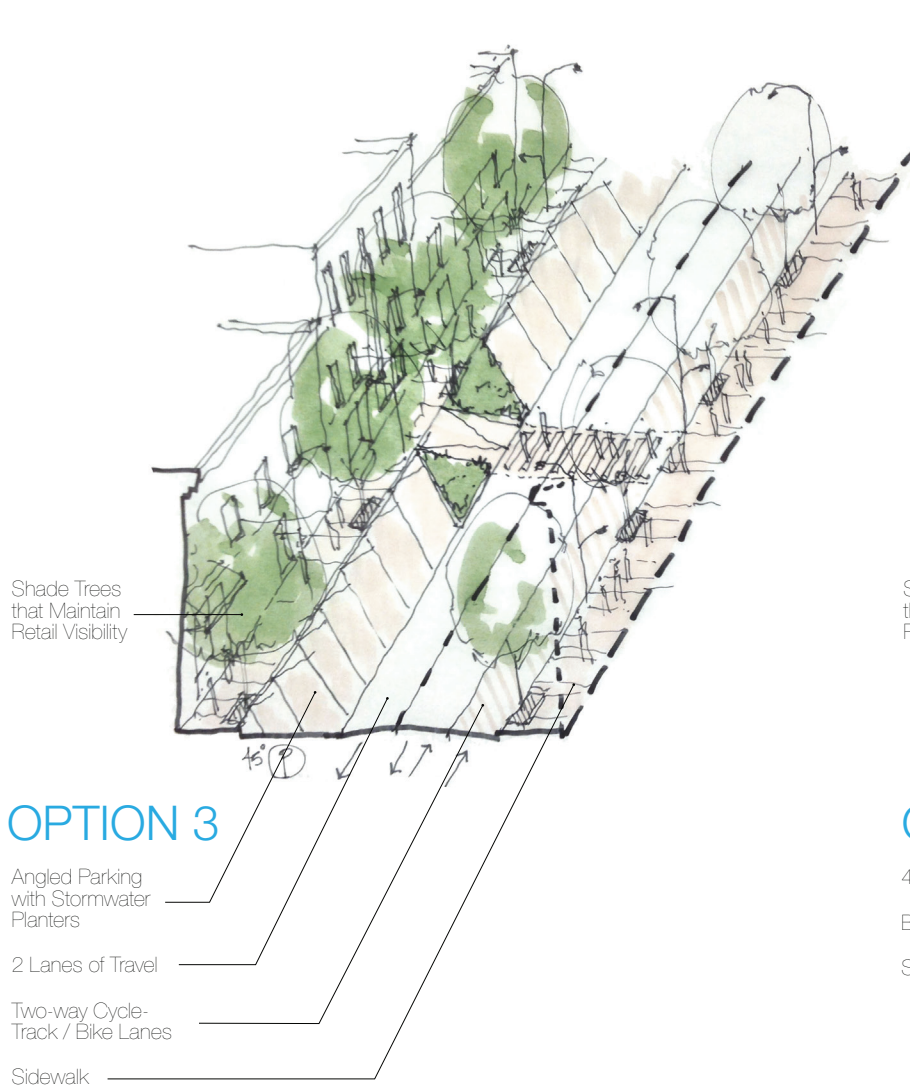 Shade Trees
that Maintain
Retail Visibility
45° P
OPTION 3
Angled Parking
with Stormwater
Planters
2 Lanes of Travel
Two-way Cycle-
Track / Bike Lanes
Sidewalk